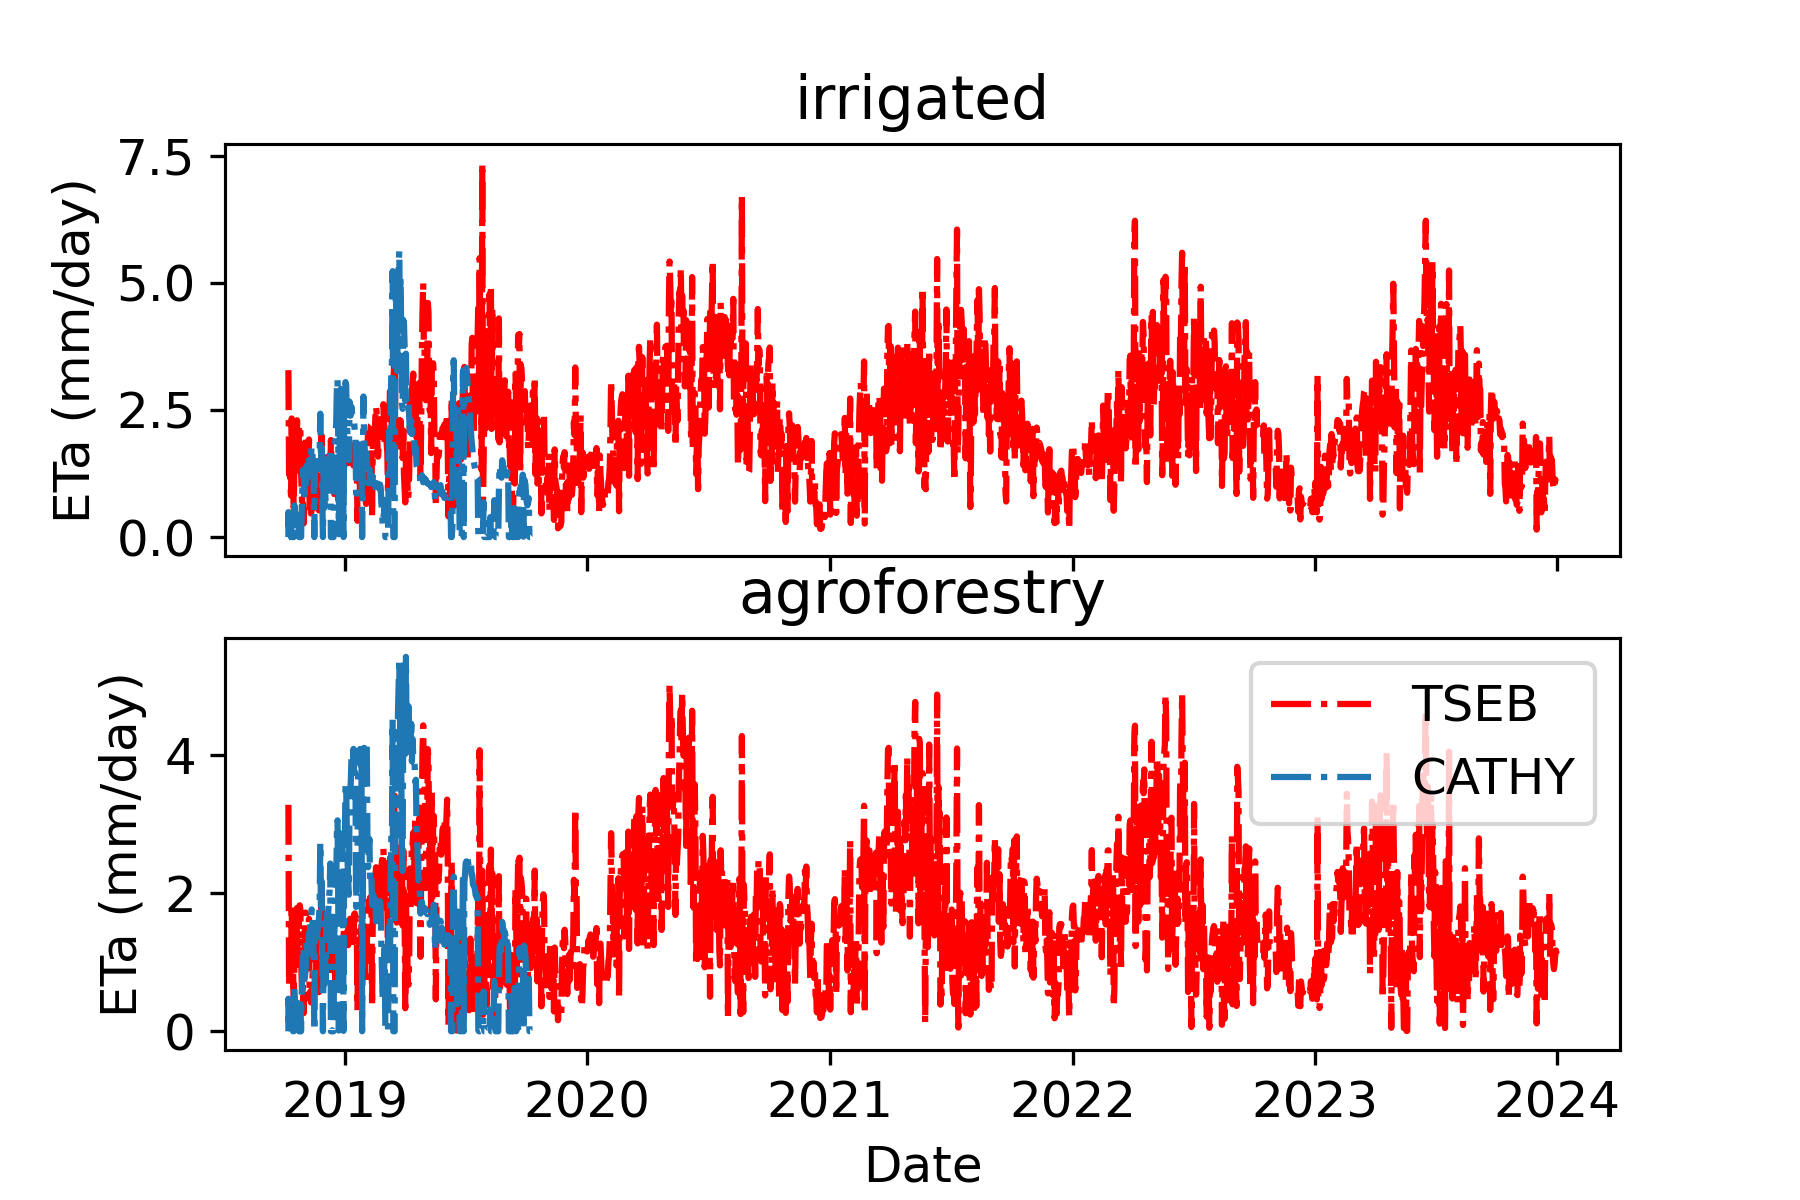 irrigated
ETa (mm/day)
7.5
5.0
2.5
0.0
agroforestry
ETa (mm/day)
4
2
0
TSEB
CATHY
2019 2020 2021 2022 2023 2024
Date